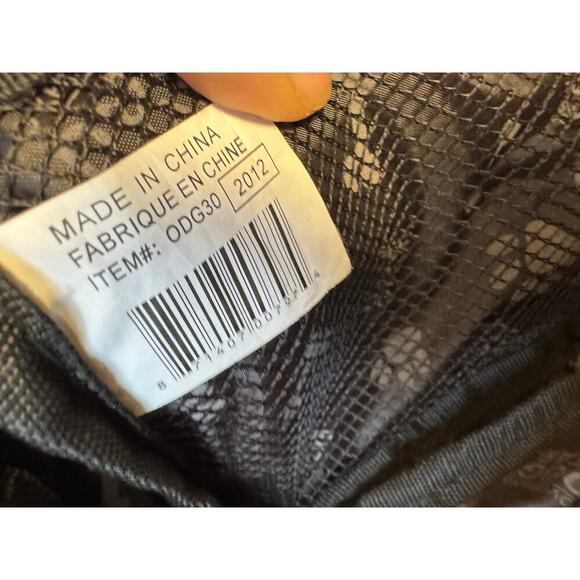 MADE IN CHINA
FABRIQUE EN CHINE
ITEM#: ODG30 2012